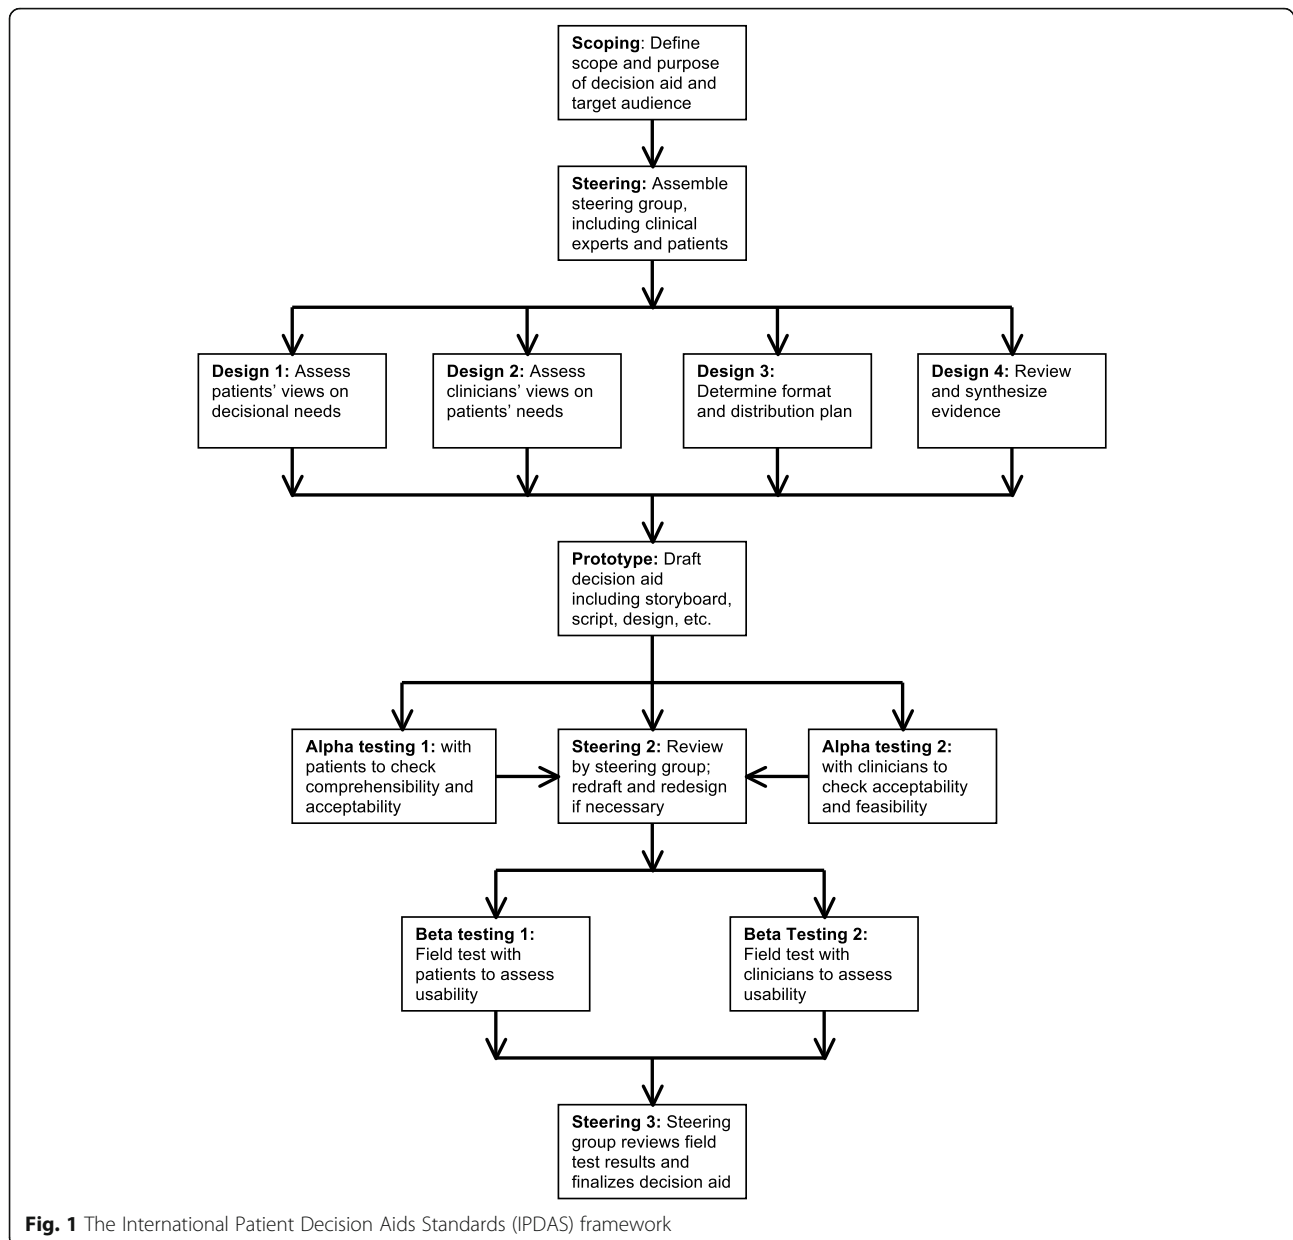 Scoping: Define
scope and purpose
of decision aid and
target audience
Steering: Assemble
steering group,
including clinical
experts and patients
Design 1: Assess
patients’ views on
decisional needs
Design 2: Assess
clinicians’ views on
patients’ needs
Design 3:
Determine format
and distribution plan
Design 4: Review
and synthesize
evidence
Prototype: Draft
decision aid
including storyboard,
script, design, etc.
Alpha testing 1: with
patients to check
comprehensibility and
acceptability
Steering 2: Review
by steering group;
redraft and redesign
if necessary
Alpha testing 2:
with clinicians to
check acceptability
and feasibility
Beta testing 1:
Field test with
patients to assess
usability
Beta Testing 2:
Field test with
clinicians to assess
usability
Steering 3: Steering
group reviews field
test results and
finalizes decision aid
Fig. 1 The International Patient Decision Aids Standards (IPDAS) framework